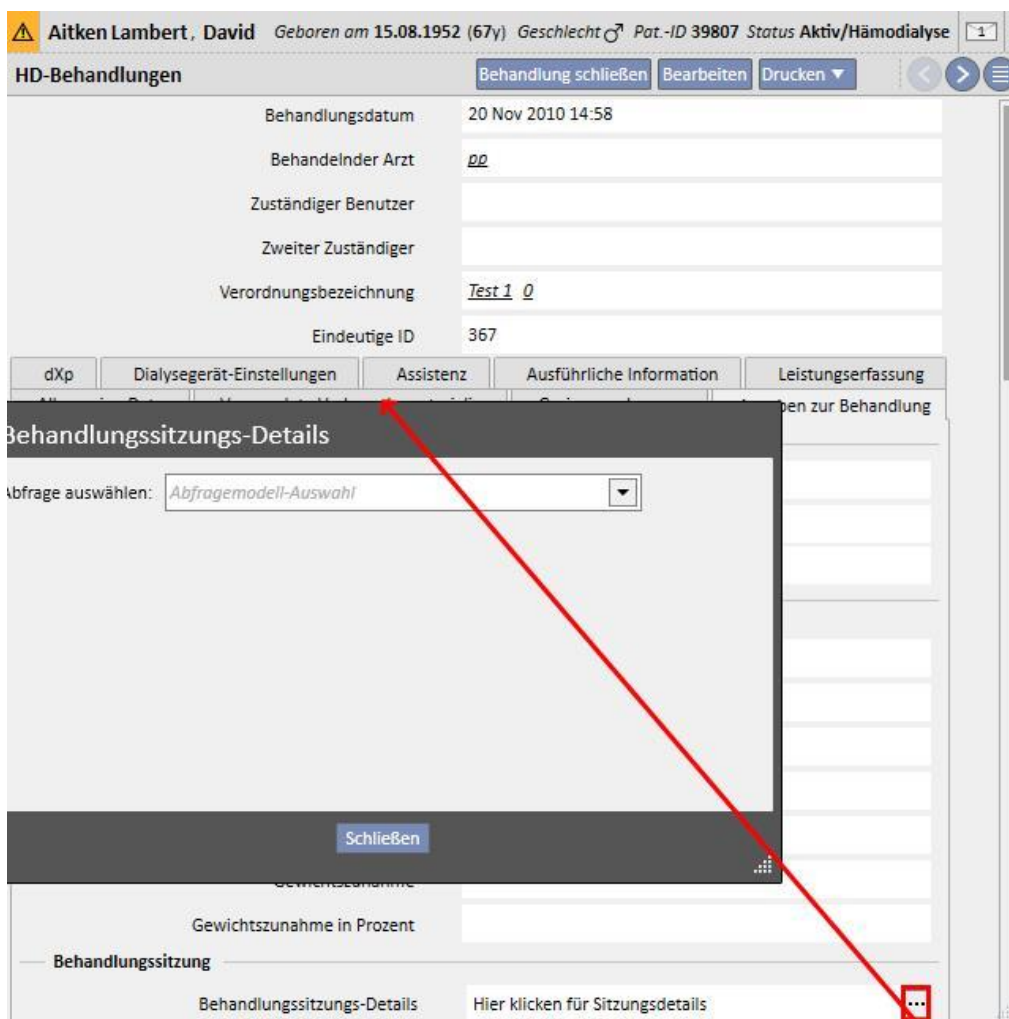 Aitken Lambert, David Geboren am 15.08.1952 (67y) Geschlecht ♂ Pat.-ID 39807 Status Aktiv/Hämodialyse 1
HD-Behandlungen Behandlung schließen Bearbeiten Drucken
Behandlungsdatum 20 Nov 2010 14:58
Behandelnder Arzt pp
Zuständiger Benutzer
Zweiter Zuständiger
Verordnungsbezeichnung Test 1 0
Eindeutige ID 367
dXp Dialysegerät-Einstellungen Assistenz Ausführliche Information Leistungserfassung
zur Behandlung
Behandlungssitzungs-Details
Abfrage auswählen: Abfragemodell-Auswahl
Schließen
Gewichtszunahme
Gewichtszunahme in Prozent
Behandlungssitzung
Behandlungssitzungs-Details Hier klicken für Sitzungsdetails ...